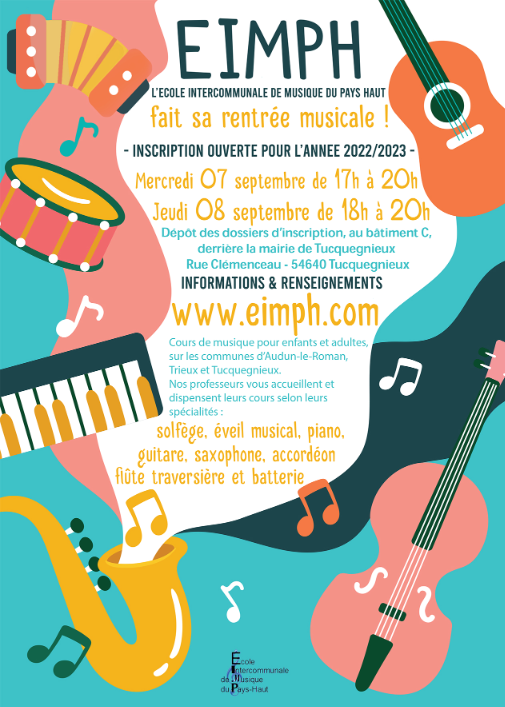 EIMPH
L'ECOLE INTERCOMMUNALE DE MUSIQUE DU PAYS HAUT
fait sa rentrée musicale !
- INSCRIPTION OUVERTE POUR L'ANNEE 2022/2023 -
Mercredi 07 septembre de 17h à 20h
Jeudi 08 septembre de 18h à 20h
Dépôt des dossiers d'inscription, au bâtiment C,
derrière la mairie de Tucquegnieux
Rue Clémenceau - 54640 Tucquegnieux
INFORMATIONS & RENSEIGNEMENTS
www.eimph.com
Cours de musique pour enfants et adultes,
sur les communes d'Audun-le-Roman,
Trieux et Tucquegnieux.
Nos professeurs vous accueillent et
dispensent leurs cours selon leurs
spécialités :
solfège, éveil musical, piano,
guitare, saxophone, accordéon
flûte traversière et batterie
Ecole
Intercommunale
de Musique
du Pays-Haut